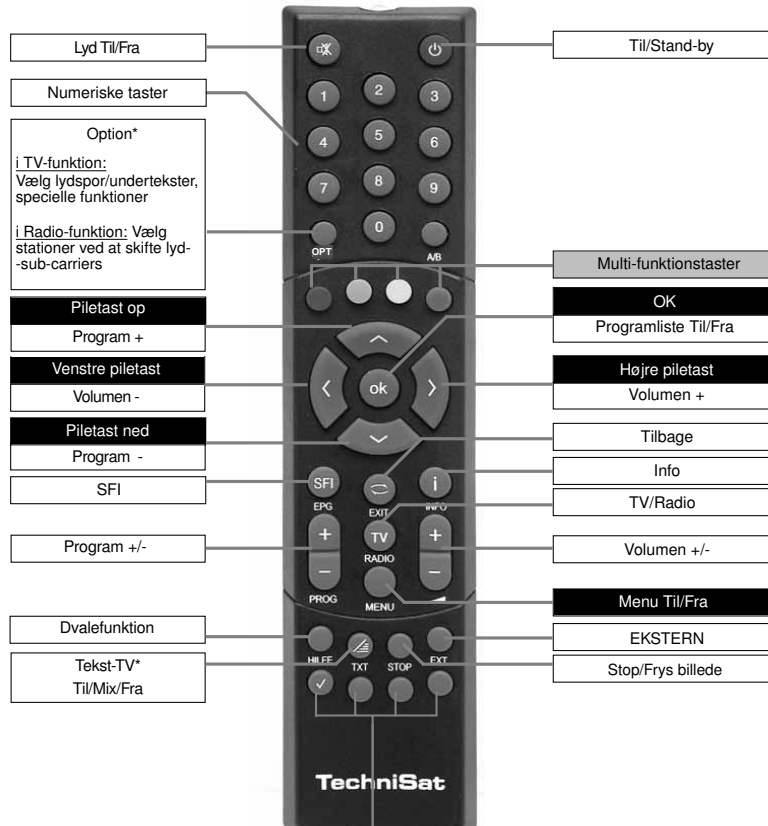 Lyd Til/Fra
Til/Stand-by
Numeriske taster
Option*
i TV-funktion:
Vælg lydspor/undertekster,
specielle funktioner
i Radio-funktion: Vælg
stationer ved at skifte lyd-
-sub-carriers
Piletast op
Program +
Venstre piletast
Volumen -
Piletast ned
Program -
SFI
Program +/-
Dvalefunktion
Tekst-TV*
Til/Mix/Fra
1
2
3
4
5
6
7
8
9
0
OPT
A/B
ok
SFI
EPG
EXIT
i
INFO
+
TV
+
RADIO
-
-
PROG
MENU
HILFE
TXT
STOP
EXT
TechniSat
Multi-funktionstaster
OK
Programliste Til/Fra
Højre piletast
Volumen +
Tilbage
Info
TV/Radio
Volumen +/-
Menu Til/Fra
EKSTERN
Stop/Frys billede